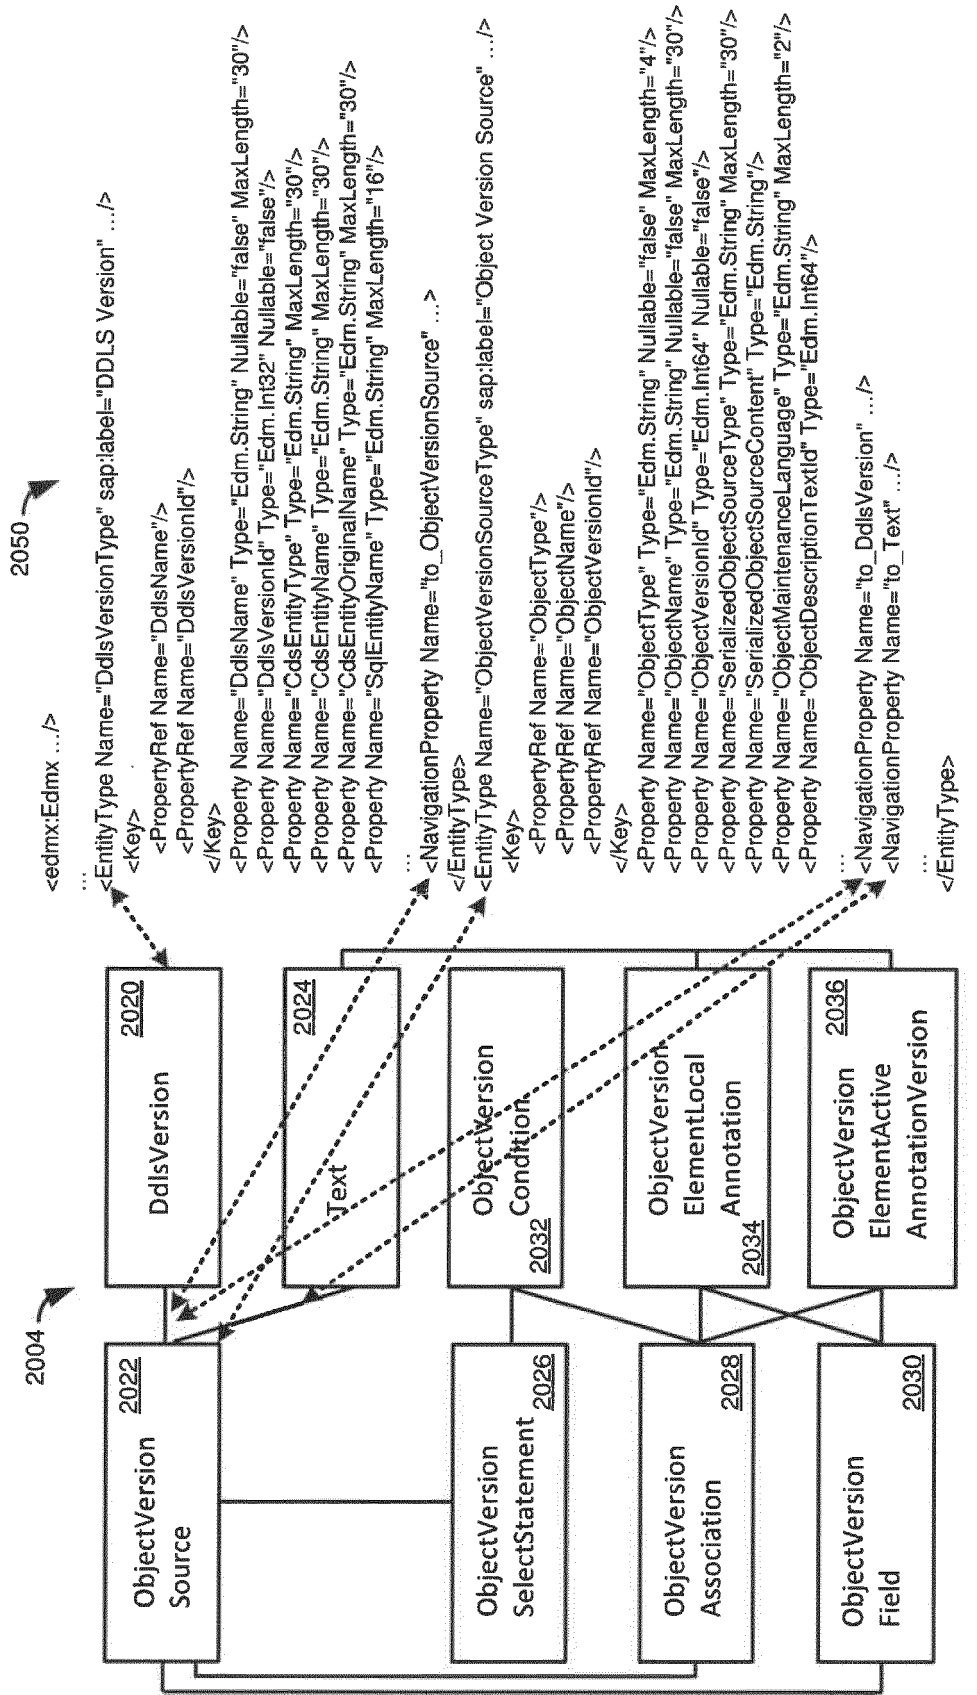 2004
2050
ObjectVersion
Source
2022
DdlsVersion
2020
Text
2024
ObjectVersion
SelectStatement
2026
ObjectVersion
Condition
2032
ObjectVersion
Association
2028
ObjectVersion
ElementLocal
Annotation
2034
ObjectVersion
Field
2030
ObjectVersion
ElementActive
AnnotationVersion
2036
<edmx:Edmx .../>
...
<EntityType Name="DdlsVersionType" sap:label="DDLS Version" .../>
<Key>
<PropertyRef Name="DdlsName"/>
<PropertyRef Name="DdlsVersionId"/>
</Key>
<Property Name="DdlsName" Type="Edm.String" Nullable="false" MaxLength="30"/>
<Property Name="DdlsVersionId" Type="Edm.Int32" Nullable="false"/>
<Property Name="CdsEntityType" Type="Edm.String" MaxLength="30"/>
<Property Name="CdsEntityName" Type="Edm.String" MaxLength="30"/>
<Property Name="CdsEntityOriginalName" Type="Edm.String" MaxLength="30"/>
<Property Name="SqlEntityName" Type="Edm.String" MaxLength="16"/>
...
<NavigationProperty Name="to_ObjectVersionSource" ...>
</EntityType>
<EntityType Name="ObjectVersionSourceType" sap:label="Object Version Source" .../>
<Key>
<PropertyRef Name="ObjectType"/>
<PropertyRef Name="ObjectName"/>
<PropertyRef Name="ObjectVersionId"/>
</Key>
<Property Name="ObjectType" Type="Edm.String" Nullable="false" MaxLength="4"/>
<Property Name="ObjectName" Type="Edm.String" Nullable="false" MaxLength="30"/>
<Property Name="ObjectVersionId" Type="Edm.Int64" Nullable="false"/>
<Property Name="SerializedObjectSourceType" Type="Edm.String" MaxLength="30"/>
<Property Name="SerializedObjectSourceContent" Type="Edm.String"/>
<Property Name="ObjectMaintenanceLanguage" Type="Edm.String" MaxLength="2"/>
<Property Name="ObjectDescriptionTextId" Type="Edm.Int64"/>
...
<NavigationProperty Name="to_DdlsVersion" .../>
<NavigationProperty Name="to_Text" .../>
...
</EntityType>